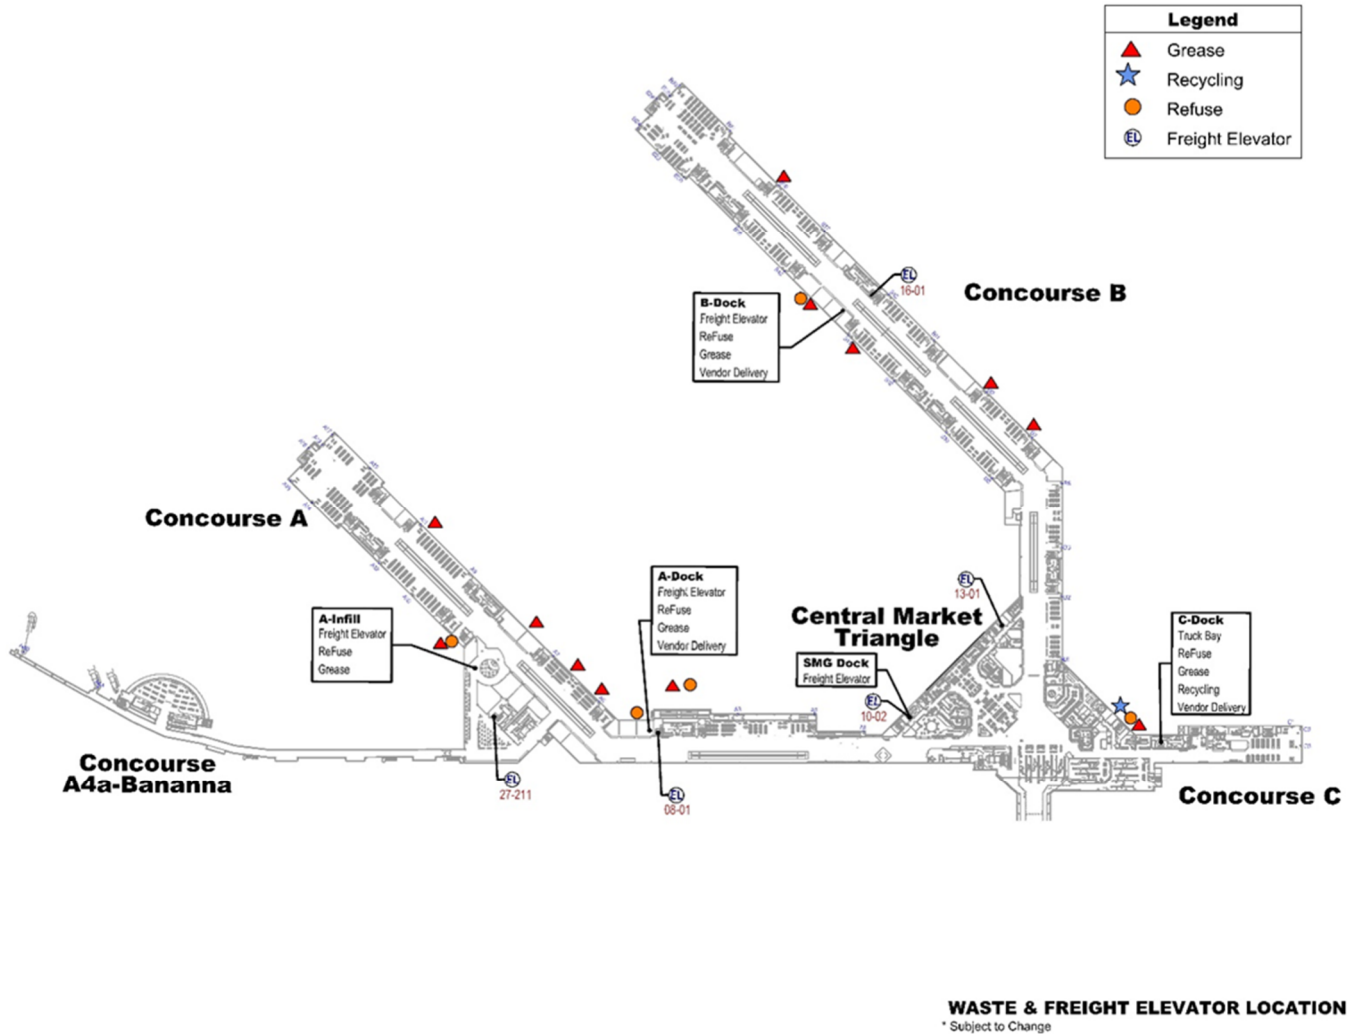 Legend
Grease
Recycling
Refuse
EL Freight Elevator
EL
16-01
Concourse B
B-Dock
Freight Elevator
ReFuse
Grease
Vendor Delivery
Concourse A
A-Infill
Freight Elevator
ReFuse
Grease
A-Dock
Freight Elevator
ReFuse
Grease
Vendor Delivery
EL
13-01
Central Market
Triangle
SMG Dock
Freight Elevator
EL
10-02
C-Dock
Truck Bay
ReFuse
Grease
Recycling
Vendor Delivery
Concourse
A4a-Bananna
EL
27-211
EL
08-01
Concourse C
WASTE & FREIGHT ELEVATOR LOCATION
* Subject to Change